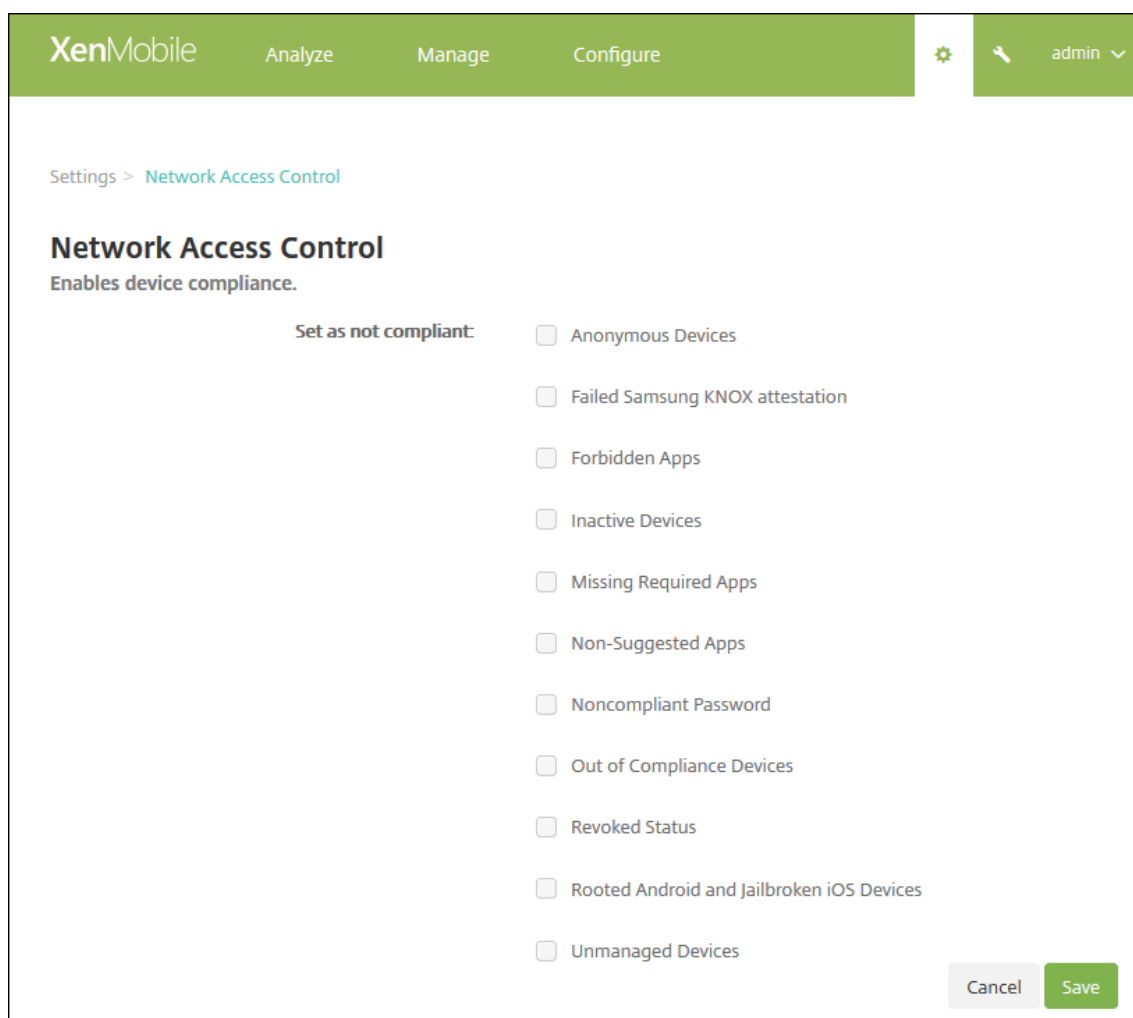 XenMobile Analyze Manage Configure admin
Settings > Network Access Control
Network Access Control
Enables device compliance.
Set as not compliant: Anonymous Devices
Failed Samsung KNOX attestation
Forbidden Apps
Inactive Devices
Missing Required Apps
Non-Suggested Apps
Noncompliant Password
Out of Compliance Devices
Revoked Status
Rooted Android and Jailbroken iOS Devices
Unmanaged Devices
Cancel Save